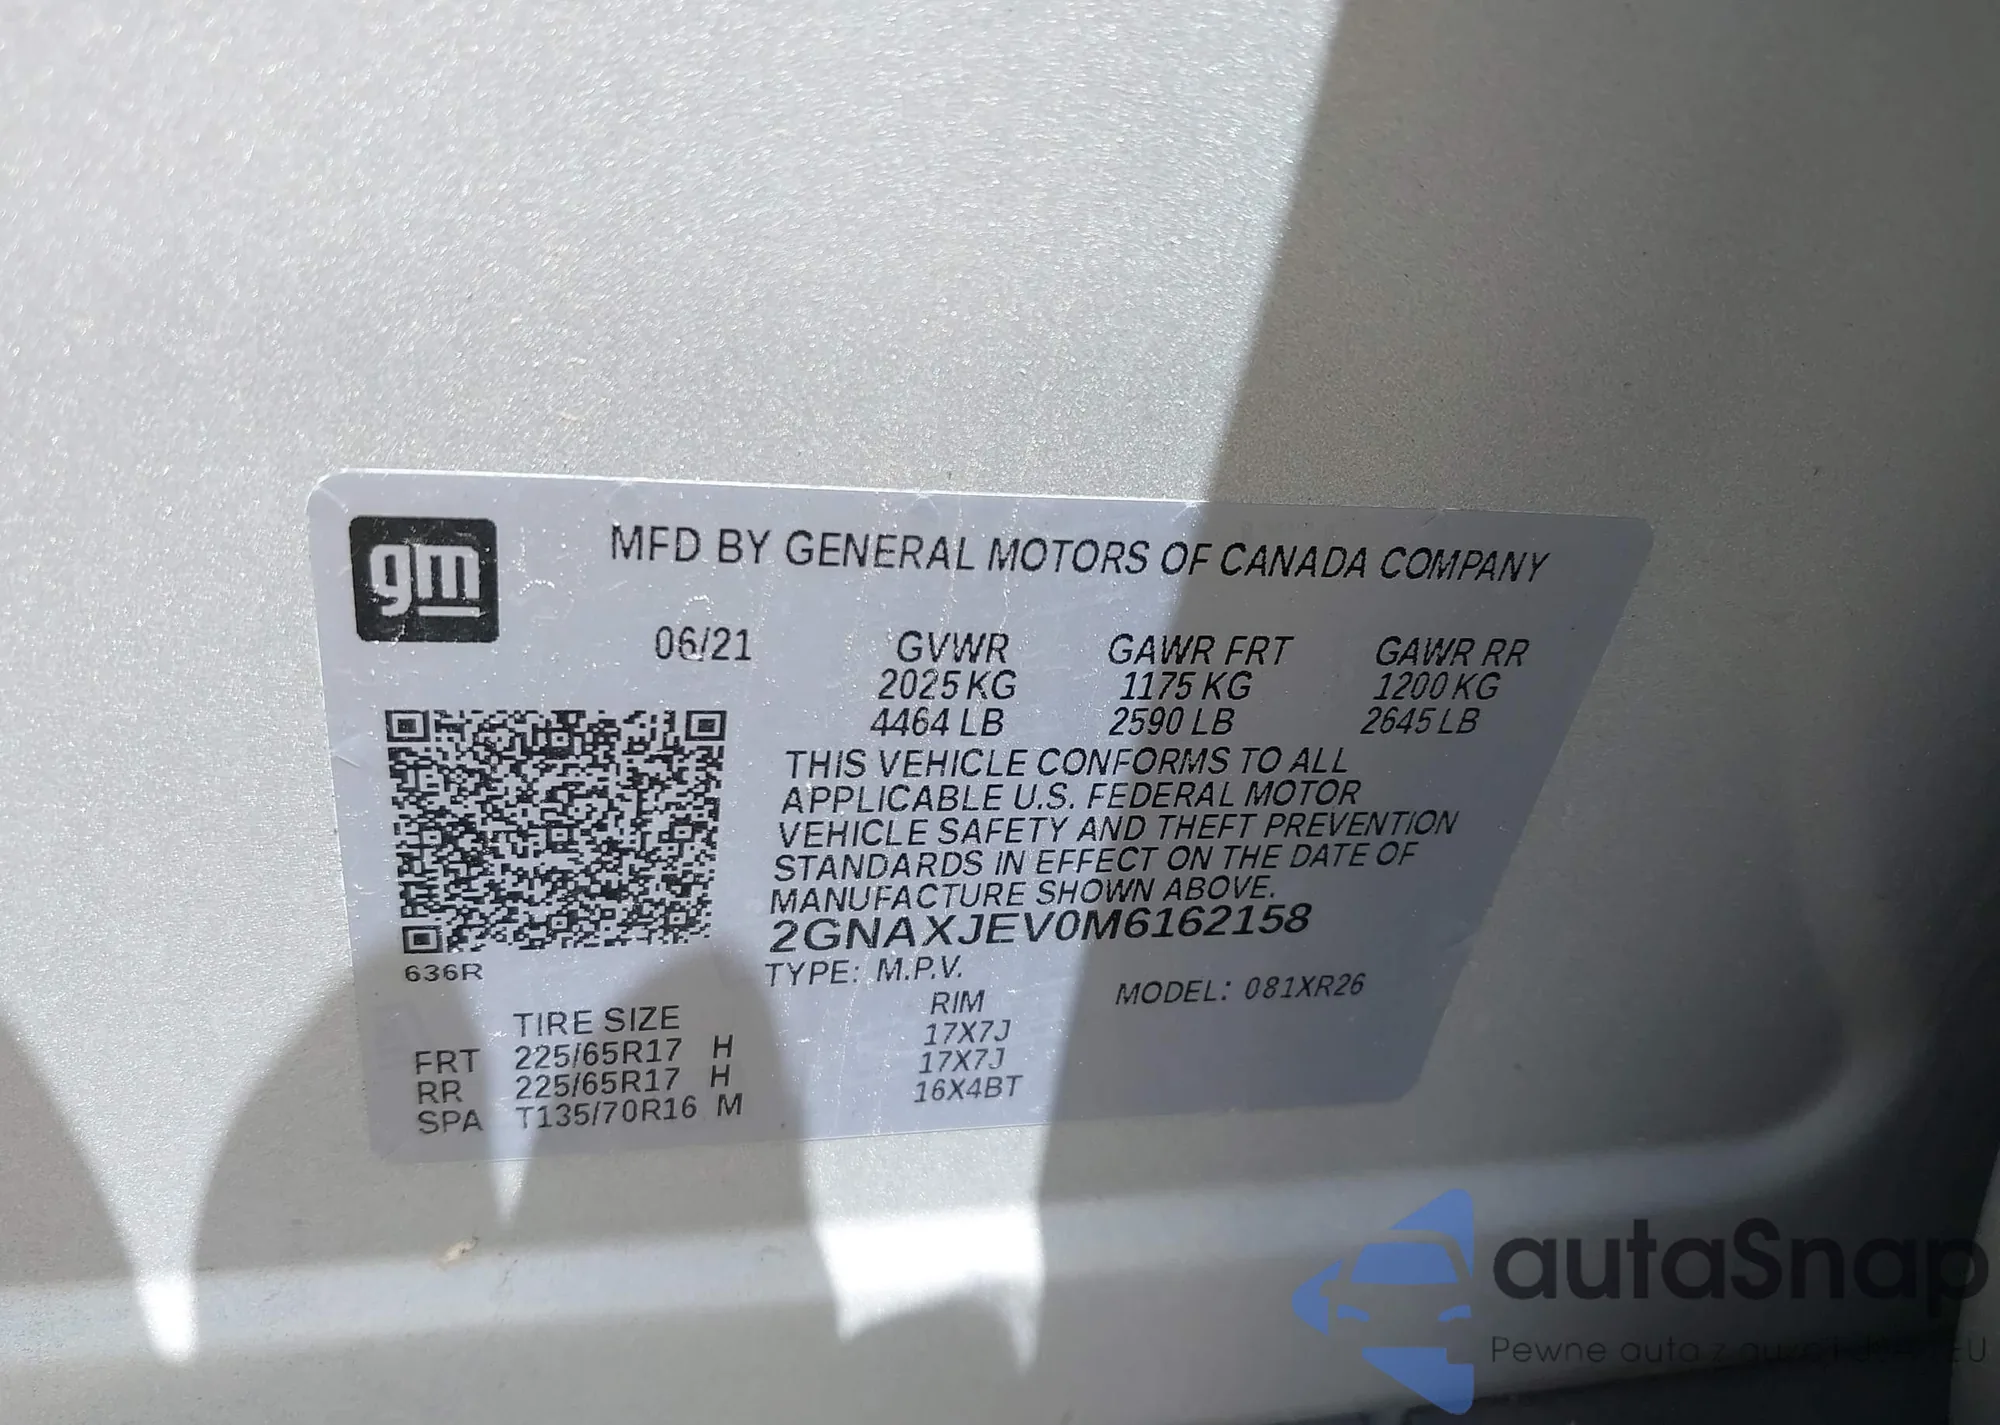 gm
MFD BY GENERAL MOTORS OF CANADA COMPANY
06/21 GVWR GAWR FRT GAWR RR
2025 KG 1175 KG 1200 KG
4464 LB 2590 LB 2645 LB
THIS VEHICLE CONFORMS TO ALL
APPLICABLE U.S. FEDERAL MOTOR
VEHICLE SAFETY AND THEFT PREVENTION
STANDARDS IN EFFECT ON THE DATE OF
MANUFACTURE SHOWN ABOVE.
2GNAXJEV0M6162158
636R
TYPE: M.P.V. MODEL: 081XR26
TIRE SIZE RIM
FRT 225/65R17 H 17X7J
RR 225/65R17 H 17X7J
SPA T135/70R16 M 16X4BT
autaSnap
Pewne auta z